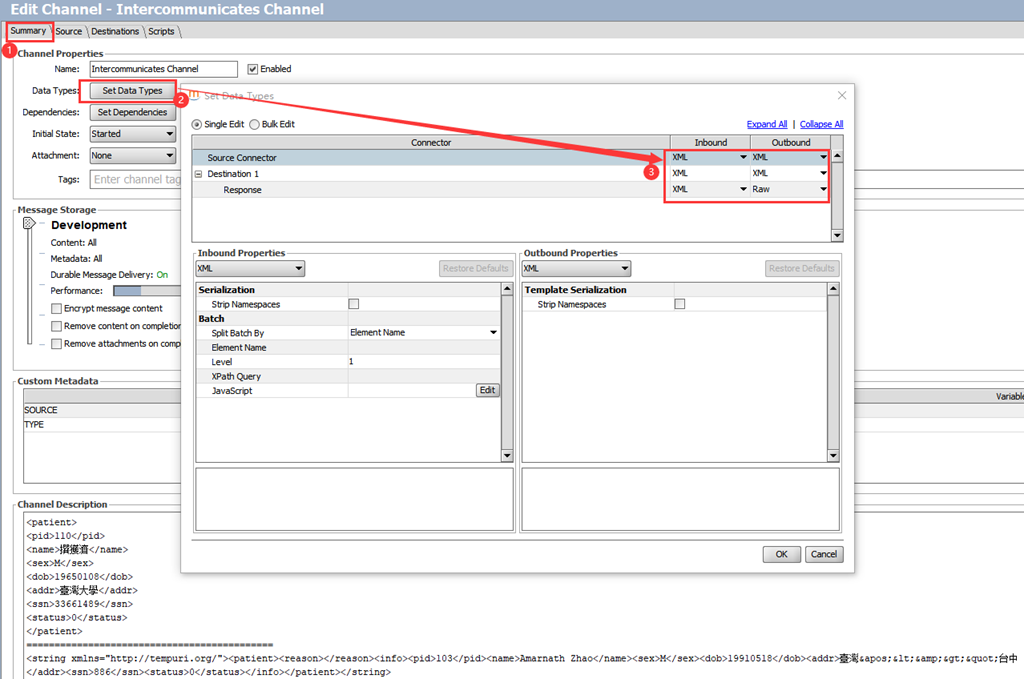 Edit Channel - Intercommunicates Channel
Summary Source Destinations Scripts
1
Channel Properties
Name: Intercommunicates Channel Enabled
Data Types: Set Data Types
2
Set Data Types
Dependencies: Set Dependencies
Initial State: Started
Attachment: None
Tags: Enter channel tag
Single Edit Bulk Edit
Expand All | Collapse All
Connector Inbound Outbound
Source Connector XML XML
3
Destination 1 XML XML
Response XML Raw
Message Storage
Development
Content: All
Metadata: All
Durable Message Delivery: On
Performance:
Encrypt message content
Remove content on completion
Remove attachments on comp
Inbound Properties
XML Restore Defaults
Serialization
Strip Namespaces
Batch
Split Batch By Element Name
Element Name
Level 1
XPath Query
JavaScript Edit
Outbound Properties
XML Restore Defaults
Template Serialization
Strip Namespaces
OK Cancel
Custom Metadata
Variable
SOURCE
TYPE
Channel Description
<patient>
<pid>110</pid>
<name></name>
<sex>M</sex>
<dob>19650108</dob>
<addr>臺灣大學</addr>
<ssn>33661489</ssn>
<status>0</status>
</patient>
==========================================
<string xmlns="http://tempuri.org/"><patient><reason></reason><info><pid>103</pid><name>Amarnath Zhao</name><sex>M</sex><dob>19910518</dob><addr>臺灣&apos;&lt;&amp;&gt;&quot;台中
</addr><ssn>886</ssn><status>0</status></info></patient></string>